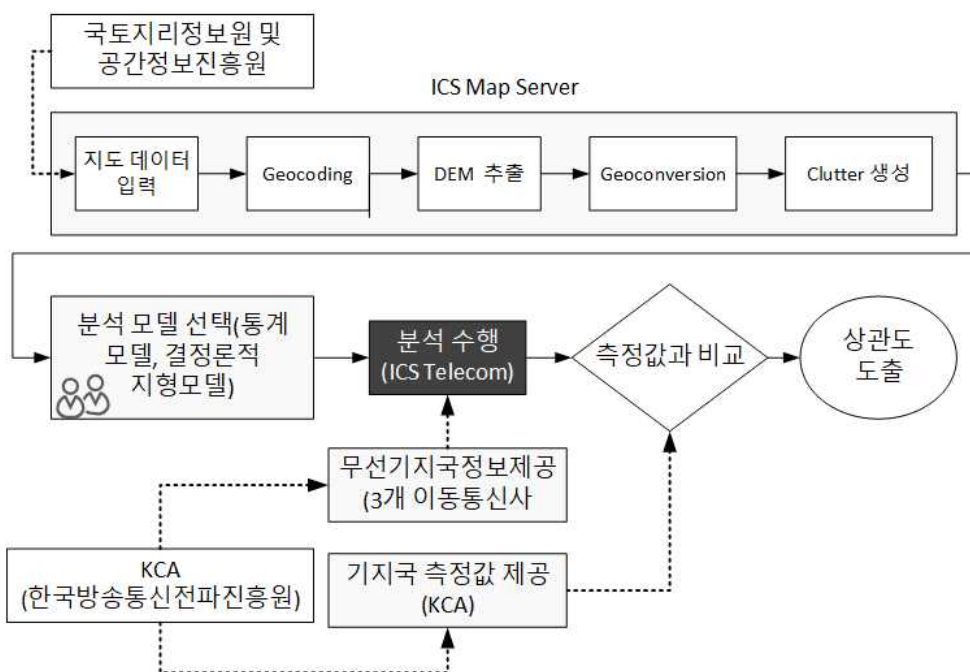 국토지리정보원 및
공간정보진흥원
ICS Map Server
지도 데이터
입력
Geocoding
DEM 추출
Geoconversion
Clutter 생성
분석 모델 선택(통계
모델, 결정론적
지형모델)
분석 수행
(ICS Telecom)
측정값과 비교
상관도
도출
무선기지국정보제공
(3개 이동통신사
KCA
(한국방송통신전파진흥원)
기지국 측정값 제공
(KCA)